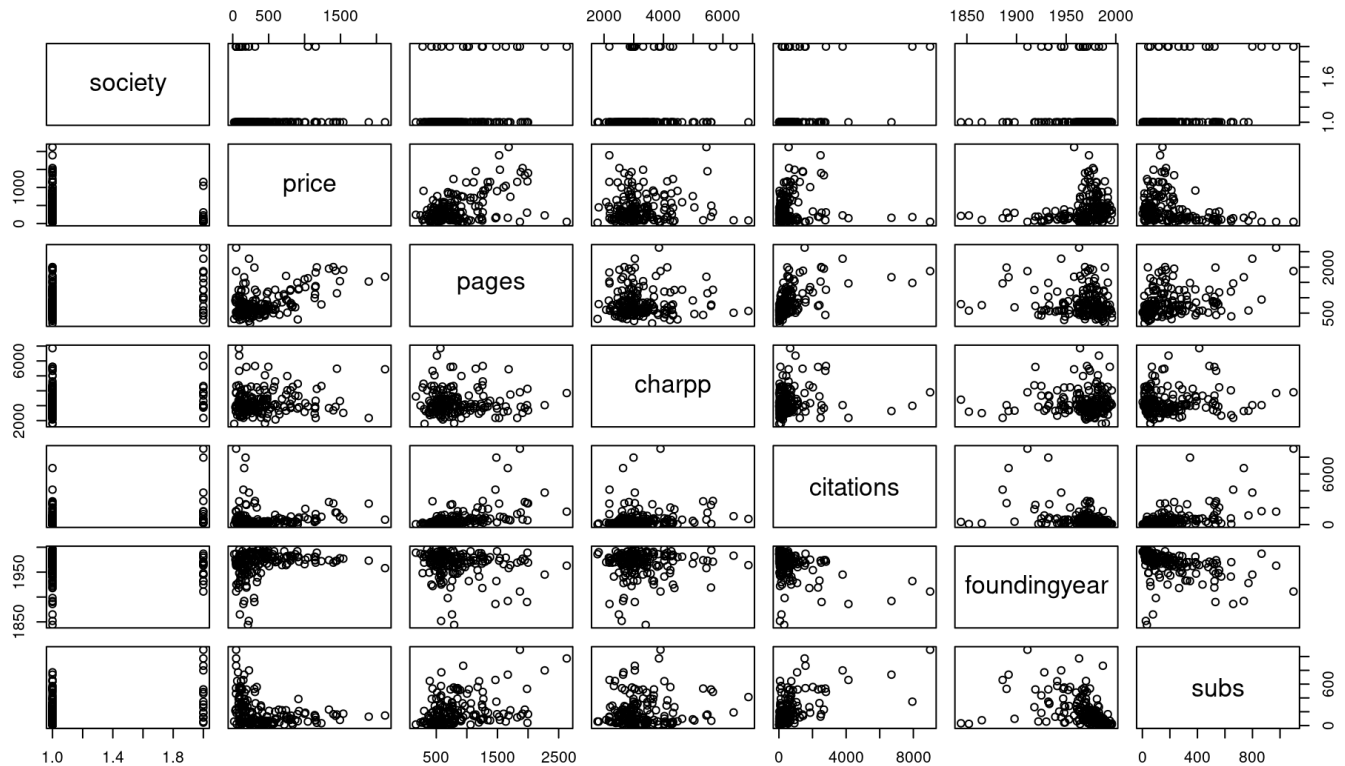 0 500 1500 2000 4000 6000 1850 1900 1950 2000
society 1.0 1.6
0 1000 price
pages 500 2000
2000 6000 charpp
citations 0 6000
1850 1950 foundingyear
subs 0 600
1.0 1.4 1.8 500 1500 2500 0 4000 8000 0 400 800